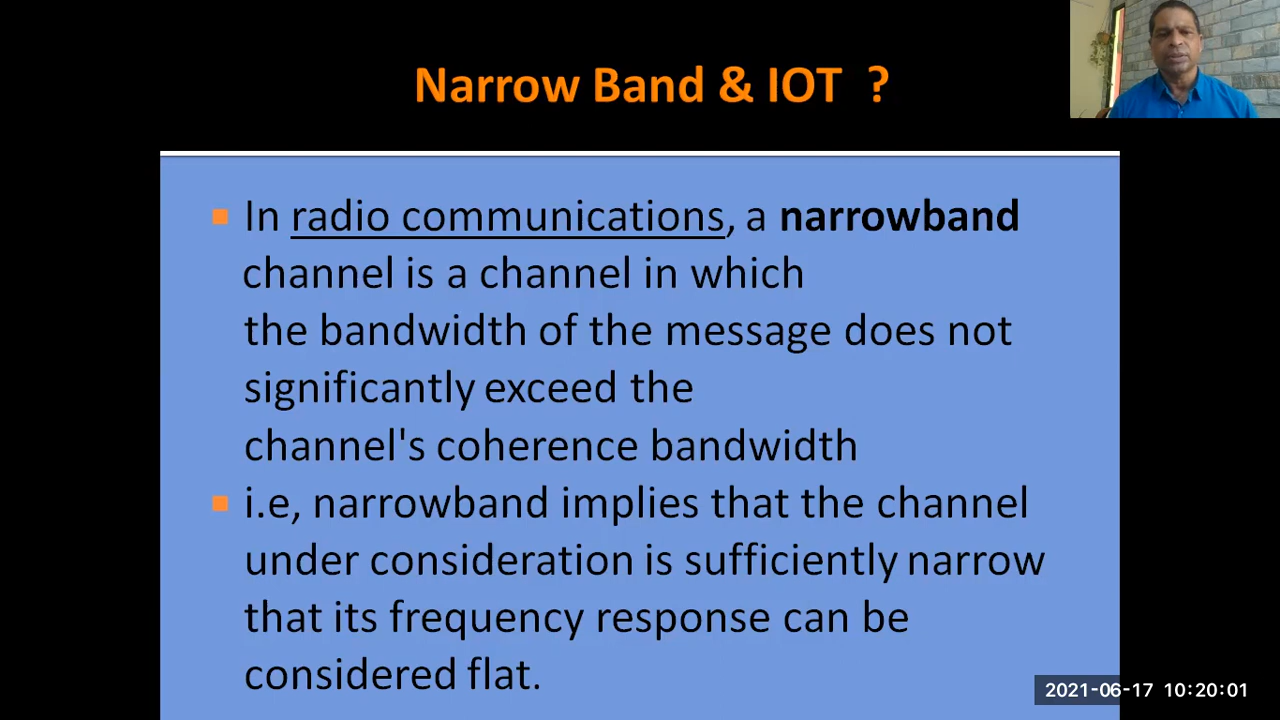 Narrow Band & IOT ?
In radio communications, a narrowband
channel is a channel in which
the bandwidth of the message does not
significantly exceed the
channel's coherence bandwidth
i.e, narrowband implies that the channel
under consideration is sufficiently narrow
that its frequency response can be
considered flat.
2021-06-17 10:20:01